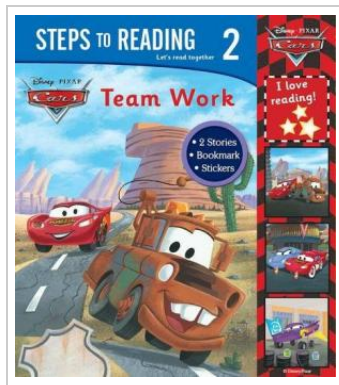 STEPS TO READING 2
Let's read together
DISNEY PIXAR
Cars
Team Work
• 2 Stories
• Bookmark
• Stickers
DISNEY PIXAR
Cars
I love
reading!